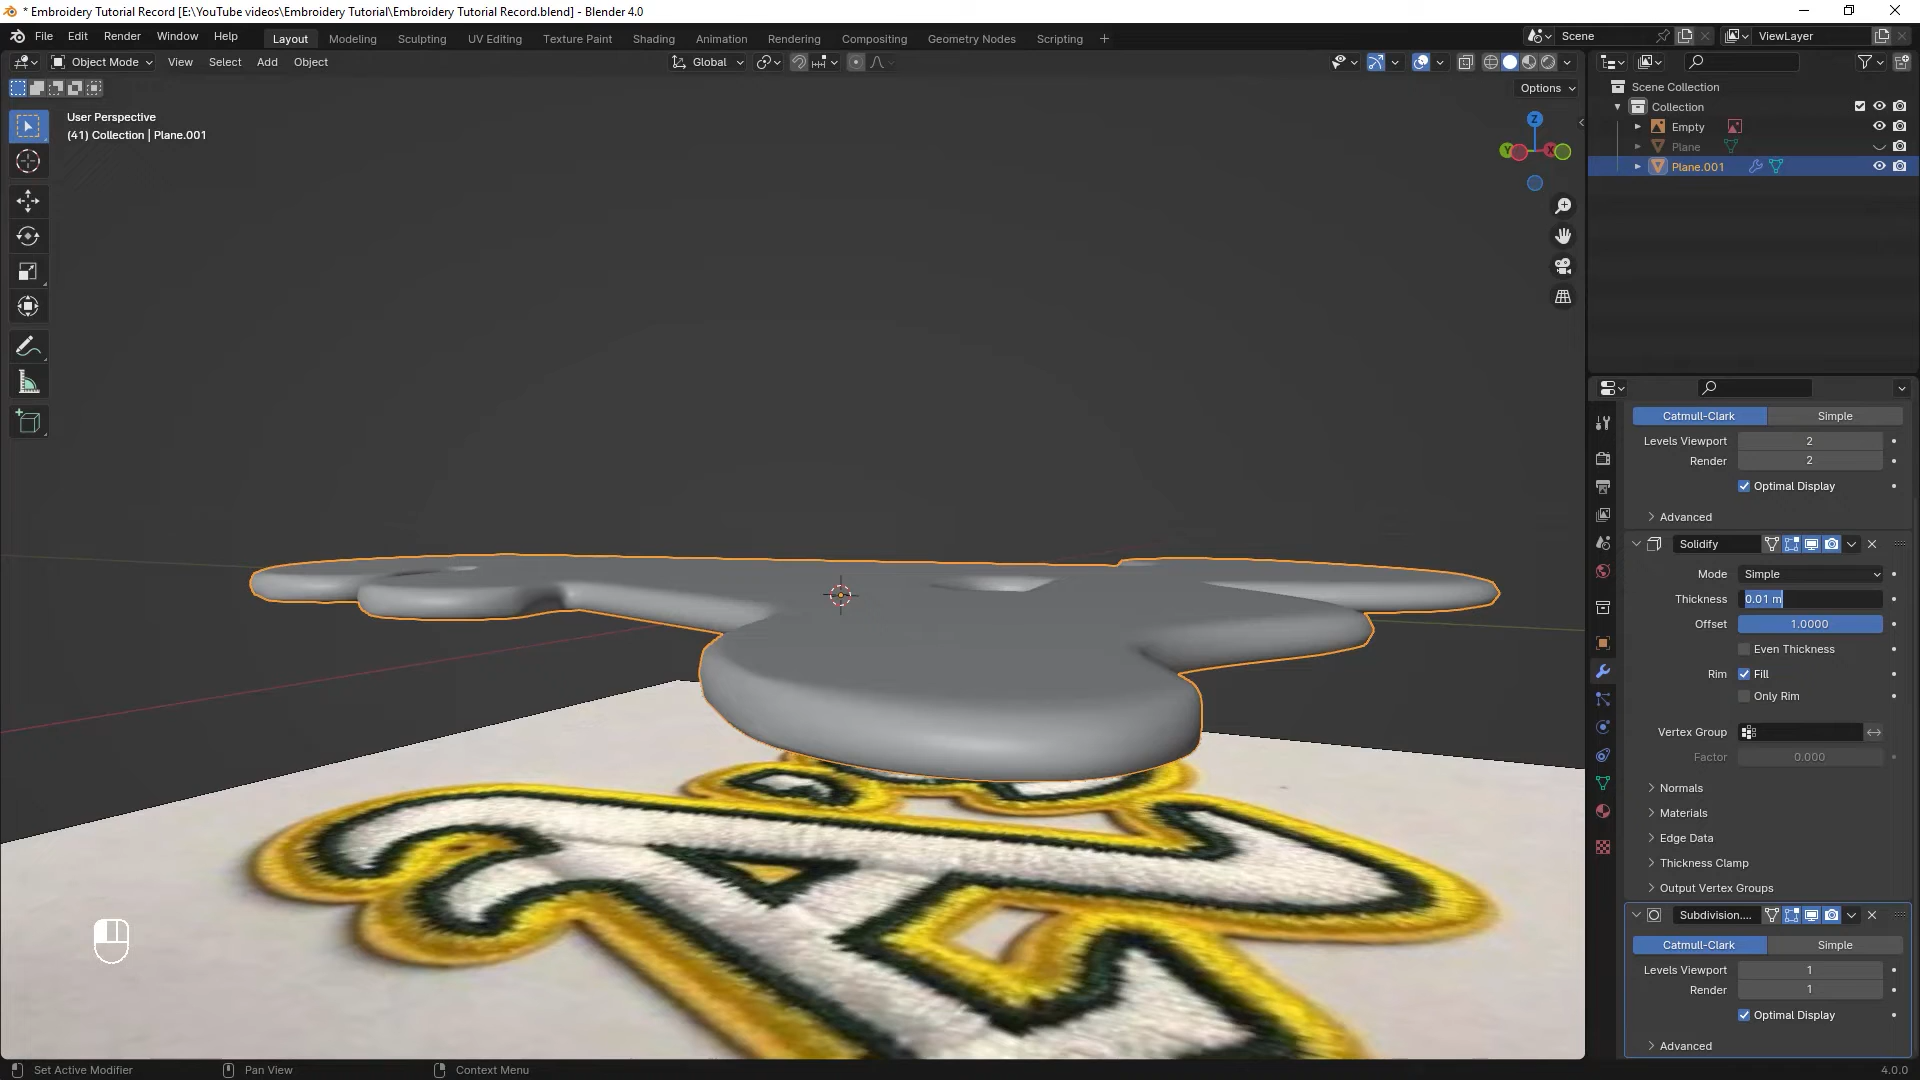 * Embroidery Tutorial Record [E:\YouTube videos\Embroidery Tutorial\Embroidery Tutorial Record.blend] - Blender 4.0
File Edit Render Window Help
Layout Modeling Sculpting UV Editing Texture Paint Shading Animation Rendering Compositing Geometry Nodes Scripting +
Scene
ViewLayer
Object Mode View Select Add Object
Global
Options
User Perspective
(41) Collection | Plane.001
Z
Y
X
Scene Collection
Collection
Empty
Plane
Plane.001
Catmull-Clark Simple
Levels Viewport 2
Render 2
Optimal Display
Advanced
Solidify
Mode Simple
Thickness 0.01 m
Offset 1.0000
Even Thickness
Rim Fill
Only Rim
Vertex Group
Factor 0.000
Normals
Materials
Edge Data
Thickness Clamp
Output Vertex Groups
Subdivision....
Catmull-Clark Simple
Levels Viewport 1
Render 1
Optimal Display
Advanced
Set Active Modifier
Pan View
Context Menu
4.0.0